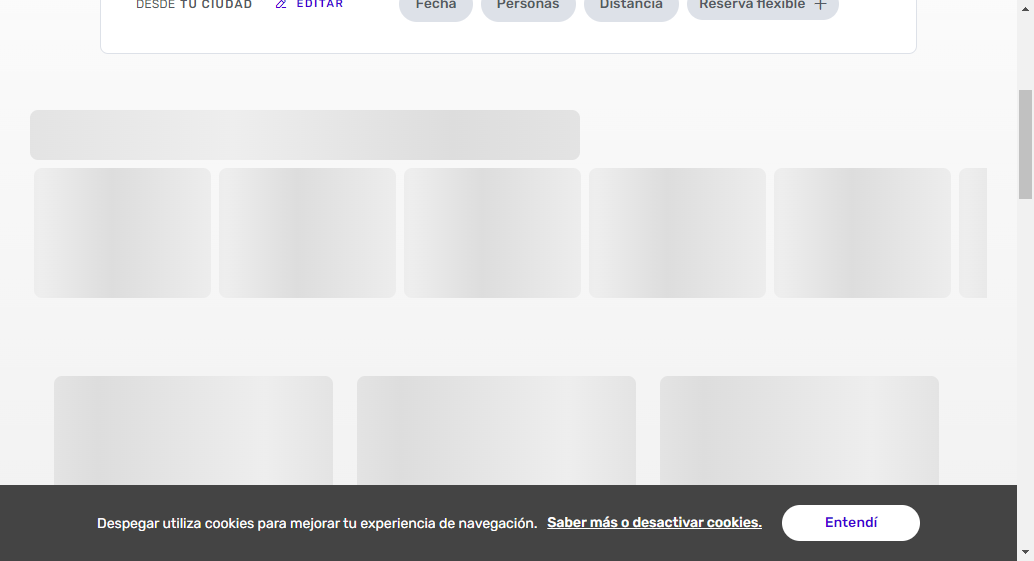 DESDE TU CIUDAD EDITAR Fecha Personas Distancia Reserva flexible
Despegar utiliza cookies para mejorar tu experiencia de navegación. Saber más o desactivar cookies. Entendí